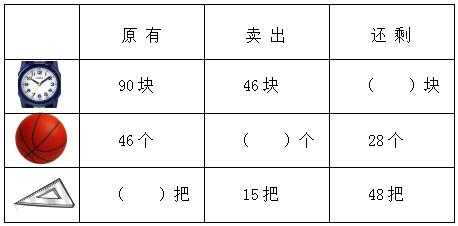 原有 卖出 还剩
90块 46块 （ ）块
46个 （ ）个 28个
（ ）把 15把 48把